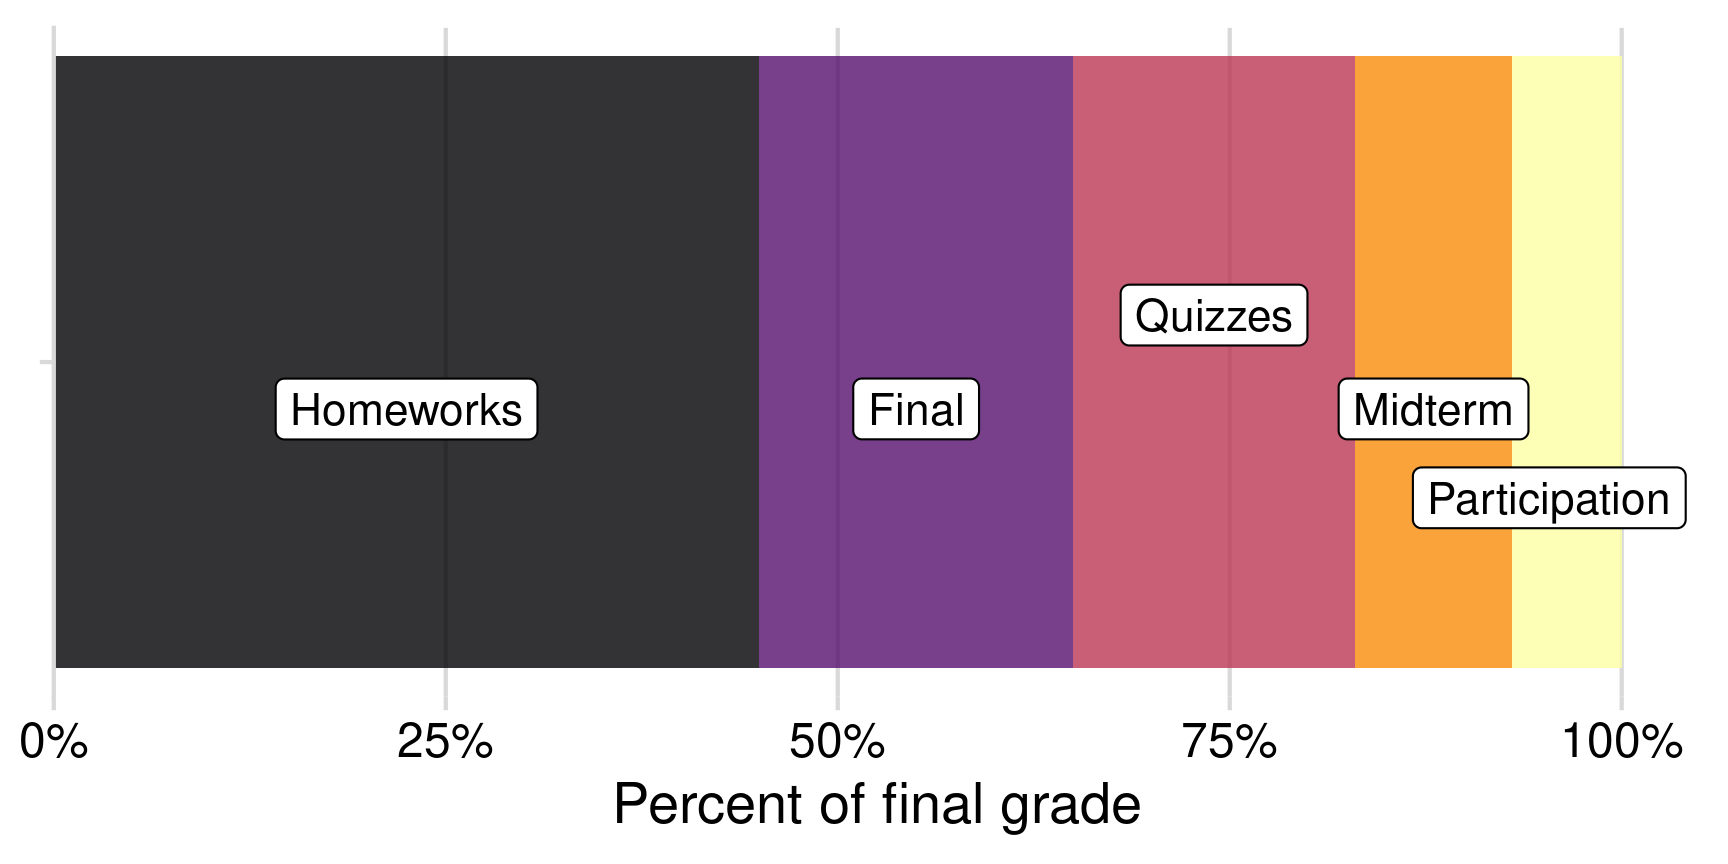 Quizzes
Homeworks
Final
Midterm
Participation
0%
25%
50%
75%
100%
Percent of final grade